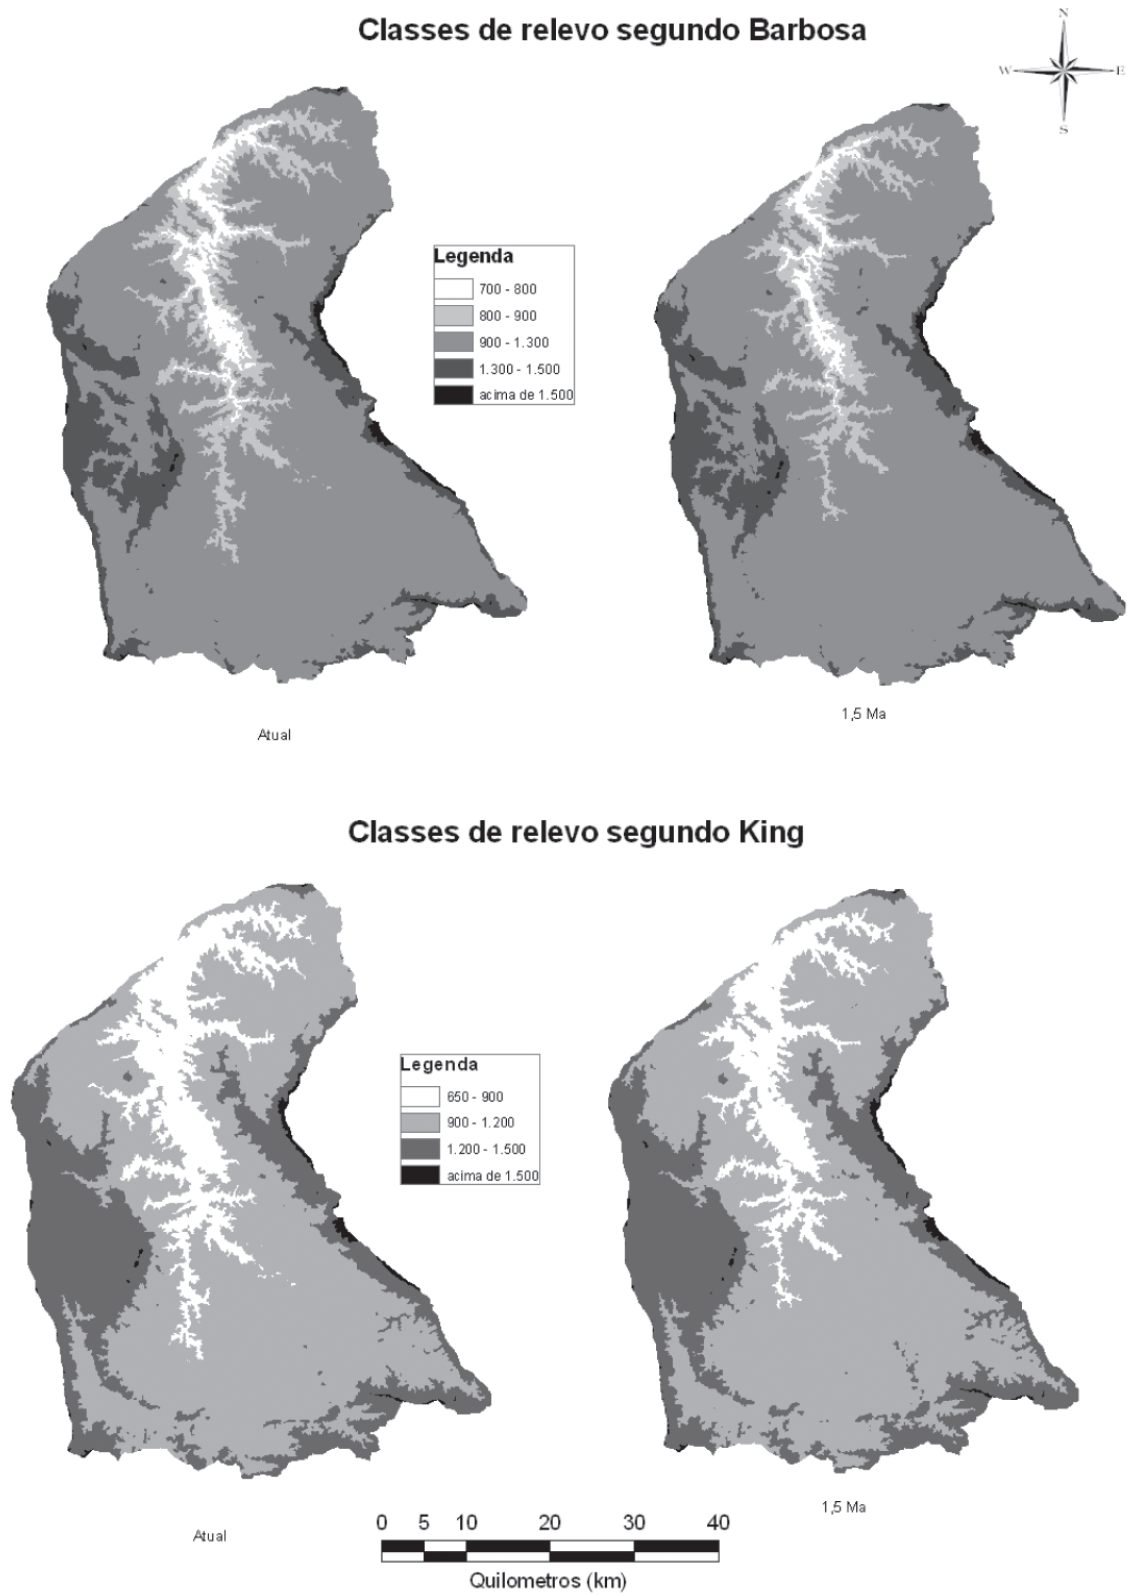 Classes de relevo segundo Barbosa
N
W E
S
Legenda
700 - 800
800 - 900
900 - 1.300
1.300 - 1.500
acima de 1.500
1,5 Ma
Atual
Classes de relevo segundo King
Legenda
650 - 900
900 - 1.200
1.200 - 1.500
acima de 1.500
1,5 Ma
Atual
0 5 10 20 30 40
Quilometros (km)